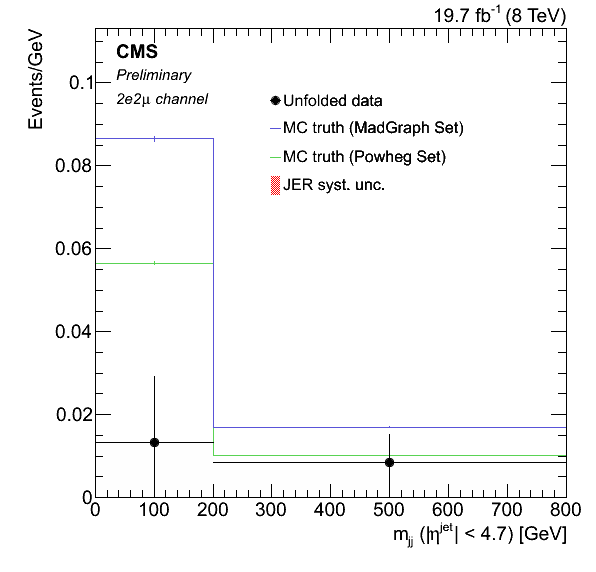 19.7 fb⁻¹ (8 TeV)
Events/GeV
CMS
Preliminary
2e2μ channel
Unfolded data
MC truth (MadGraph Set)
MC truth (Powheg Set)
JER syst. unc.
0.1
0.08
0.06
0.04
0.02
0
0 100 200 300 400 500 600 700 800
m_jj (|η^jet| < 4.7) [GeV]